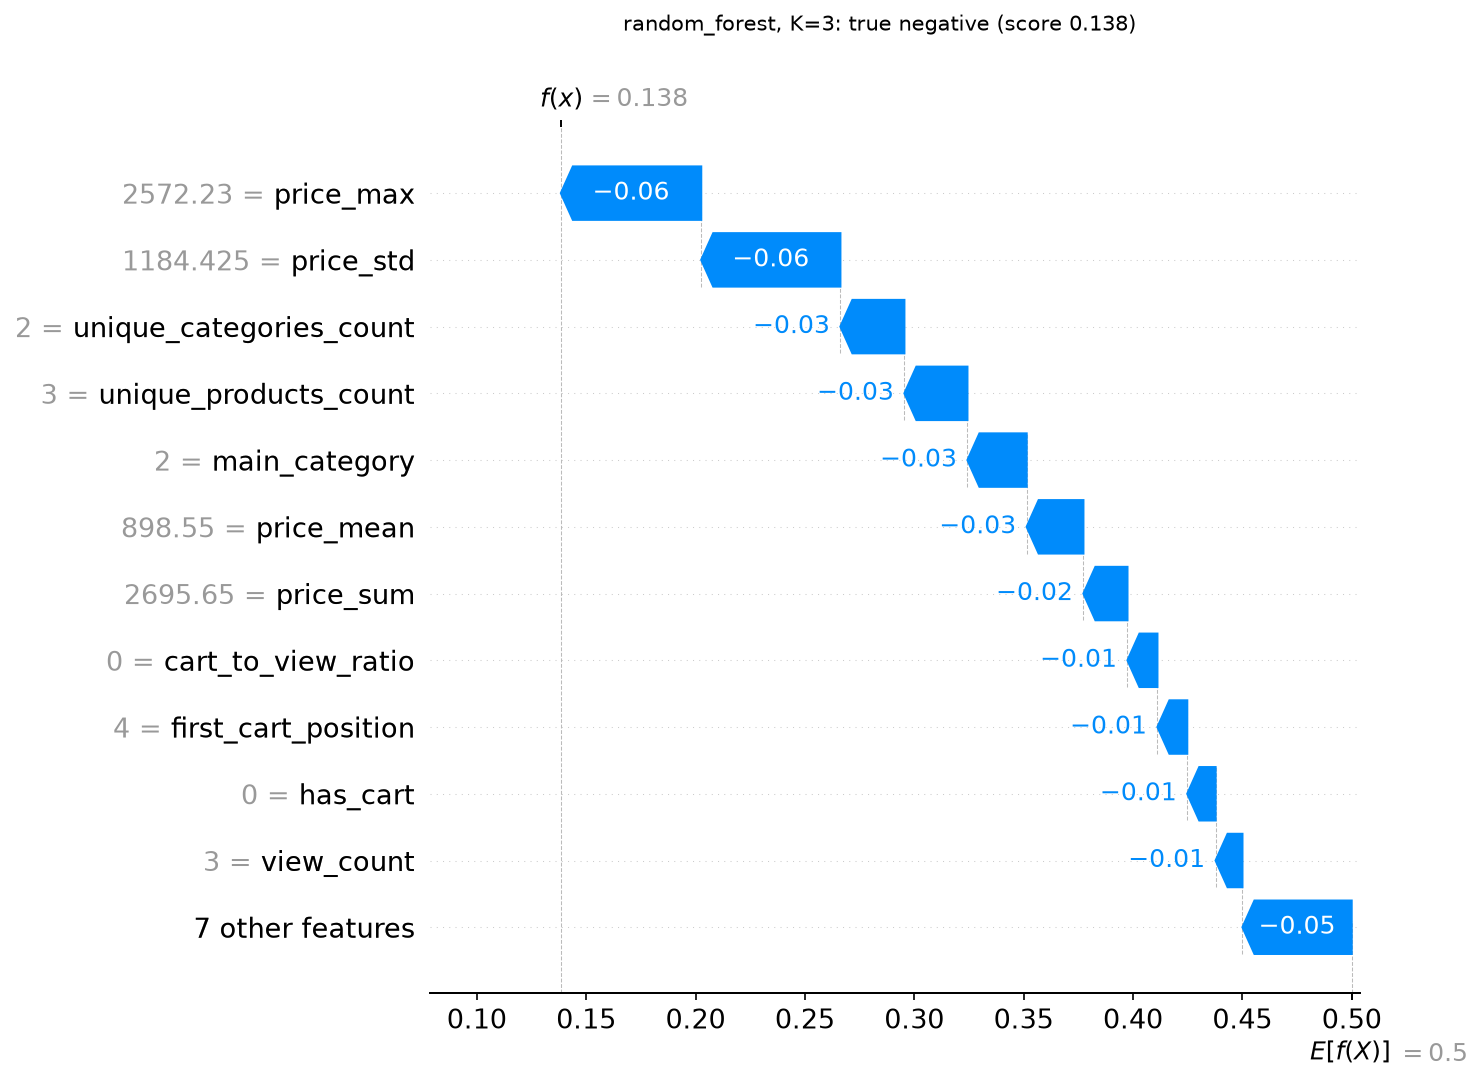 random_forest, K=3: true negative (score 0.138)
f(x) = 0.138
2572.23 = price_max −0.06
1184.425 = price_std −0.06
2 = unique_categories_count −0.03
3 = unique_products_count −0.03
2 = main_category −0.03
898.55 = price_mean −0.03
2695.65 = price_sum −0.02
0 = cart_to_view_ratio −0.01
4 = first_cart_position −0.01
0 = has_cart −0.01
3 = view_count −0.01
7 other features −0.05
0.10 0.15 0.20 0.25 0.30 0.35 0.40 0.45 0.50
E[f(X)] = 0.5